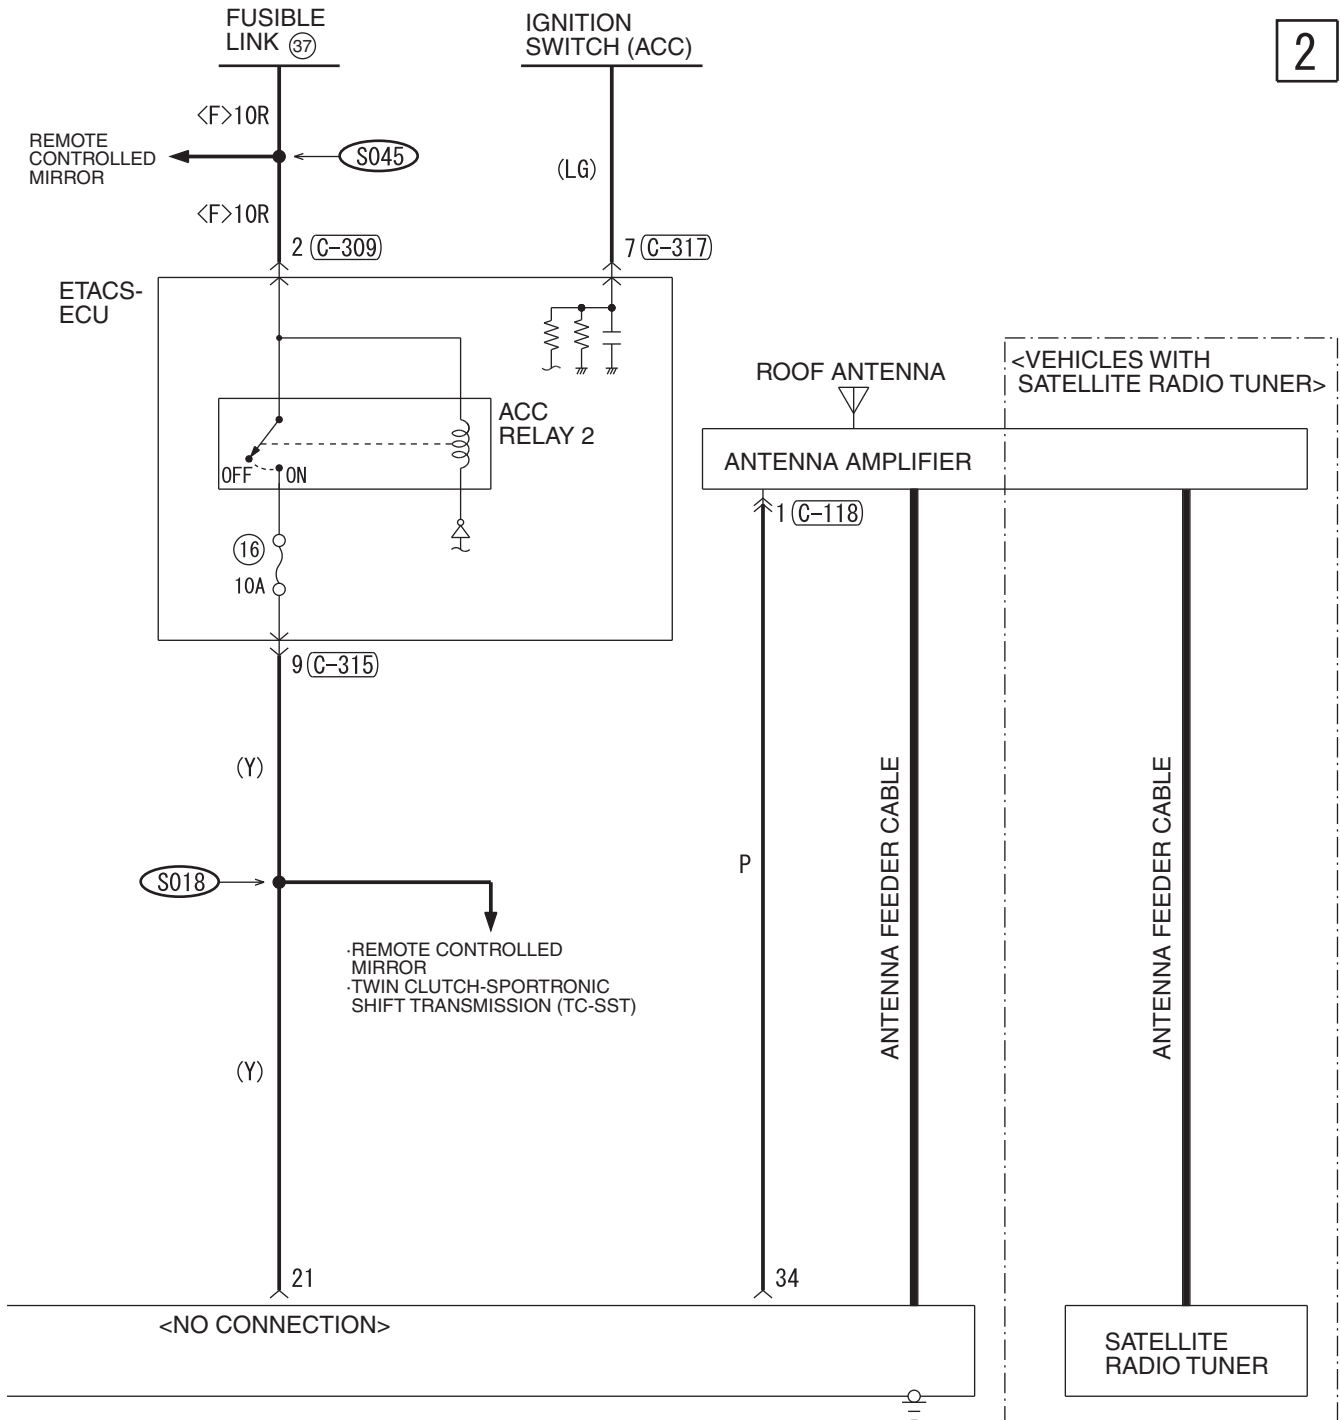 FUSIBLE
LINK 37
IGNITION
SWITCH (ACC)
2
<F>10R
REMOTE
CONTROLLED
MIRROR
S045
(LG)
<F>10R
2 (C-309)
7 (C-317)
ETACS-
ECU
ACC
RELAY 2
OFF
ON
16
10A
ROOF ANTENNA
<VEHICLES WITH
SATELLITE RADIO TUNER>
ANTENNA AMPLIFIER
1 (C-118)
9 (C-315)
(Y)
S018
·REMOTE CONTROLLED
MIRROR
·TWIN CLUTCH-SPORTRONIC
SHIFT TRANSMISSION (TC-SST)
P
ANTENNA FEEDER CABLE
ANTENNA FEEDER CABLE
(Y)
21
34
<NO CONNECTION>
SATELLITE
RADIO TUNER